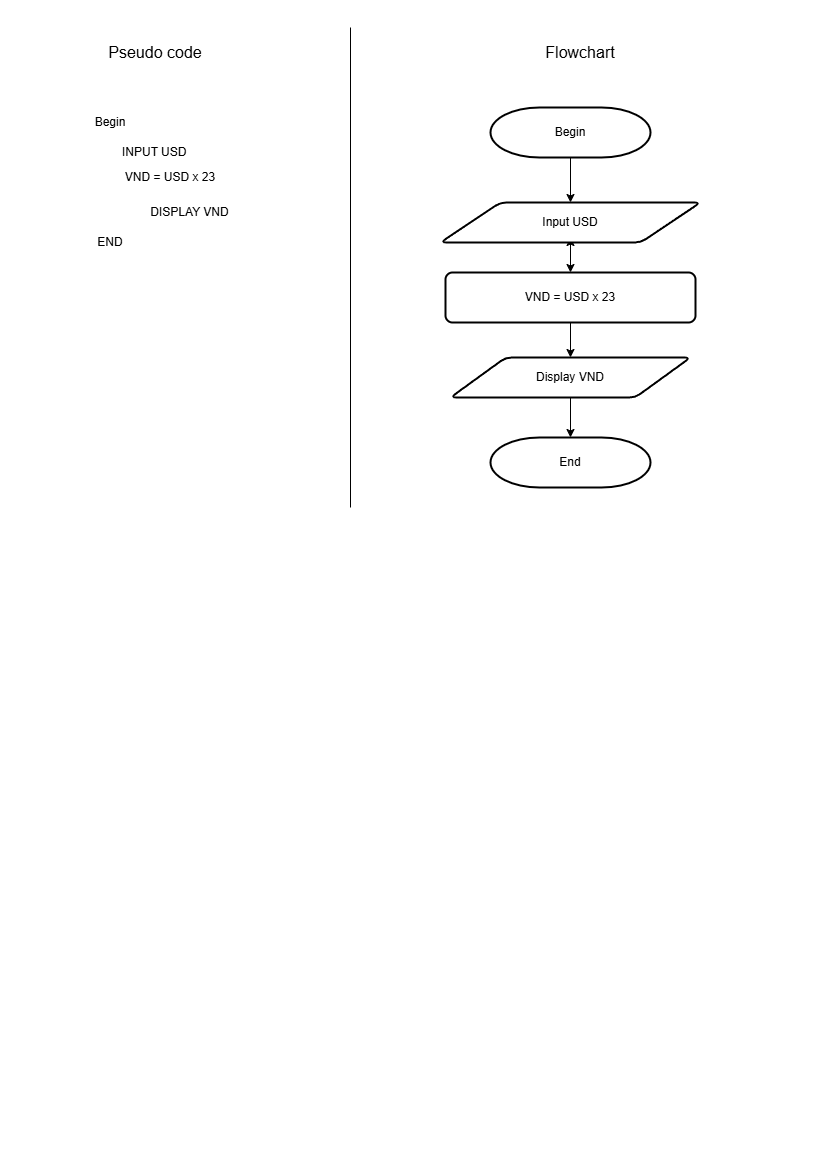 Pseudo code
Begin
INPUT USD
VND = USD x 23
DISPLAY VND
END
Flowchart
Begin
Input USD
VND = USD x 23
Display VND
End